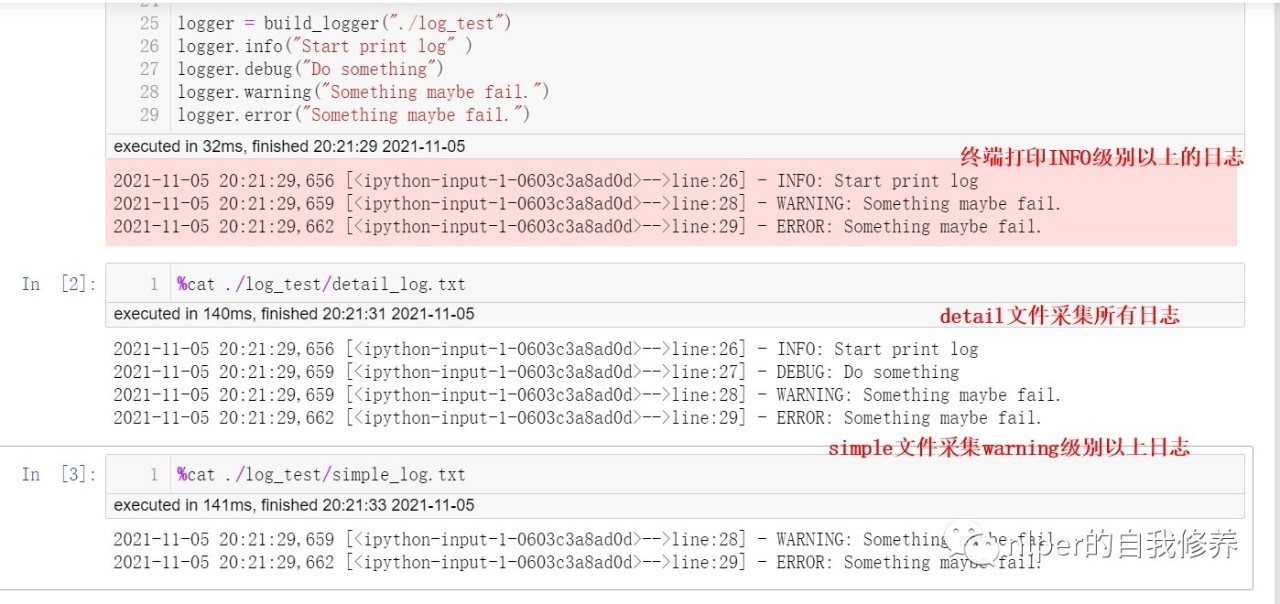 25 logger = build_logger("./log_test")
26 logger.info("Start print log" )
27 logger.debug("Do something")
28 logger.warning("Something maybe fail.")
29 logger.error("Something maybe fail.")
executed in 32ms, finished 20:21:29 2021-11-05
终端打印INFO级别以上的日志
2021-11-05 20:21:29,656 [<ipython-input-1-0603c3a8ad0d>-->line:26] - INFO: Start print log
2021-11-05 20:21:29,659 [<ipython-input-1-0603c3a8ad0d>-->line:28] - WARNING: Something maybe fail.
2021-11-05 20:21:29,662 [<ipython-input-1-0603c3a8ad0d>-->line:29] - ERROR: Something maybe fail.
In [2]: 1 %cat ./log_test/detail_log.txt
executed in 140ms, finished 20:21:31 2021-11-05
detail文件采集所有日志
2021-11-05 20:21:29,656 [<ipython-input-1-0603c3a8ad0d>-->line:26] - INFO: Start print log
2021-11-05 20:21:29,659 [<ipython-input-1-0603c3a8ad0d>-->line:27] - DEBUG: Do something
2021-11-05 20:21:29,659 [<ipython-input-1-0603c3a8ad0d>-->line:28] - WARNING: Something maybe fail.
2021-11-05 20:21:29,662 [<ipython-input-1-0603c3a8ad0d>-->line:29] - ERROR: Something maybe fail.
simple文件采集warning级别以上日志
In [3]: 1 %cat ./log_test/simple_log.txt
executed in 141ms, finished 20:21:33 2021-11-05
2021-11-05 20:21:29,659 [<ipython-input-1-0603c3a8ad0d>-->line:28] - WARNING: Something maybe fail.
2021-11-05 20:21:29,662 [<ipython-input-1-0603c3a8ad0d>-->line:29] - ERROR: Something maybe fail.
nlper的自我修养